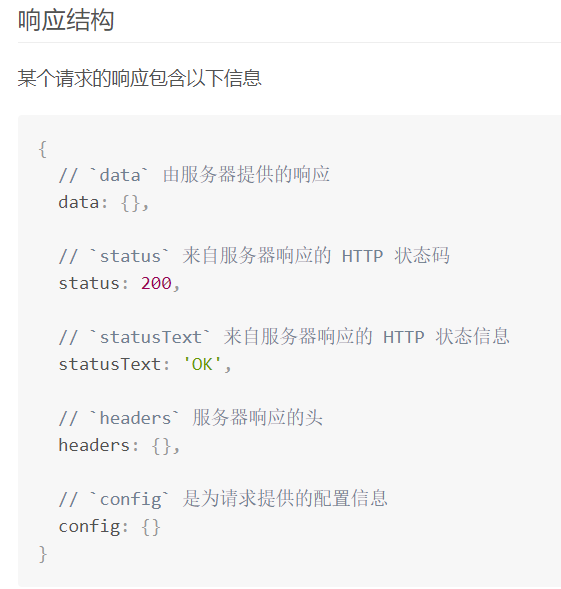 响应结构
某个请求的响应包含以下信息
{
  // `data` 由服务器提供的响应
  data: {},
  // `status` 来自服务器响应的 HTTP 状态码
  status: 200,
  // `statusText` 来自服务器响应的 HTTP 状态信息
  statusText: 'OK',
  // `headers` 服务器响应的头
  headers: {},
  // `config` 是为请求提供的配置信息
  config: {}
}